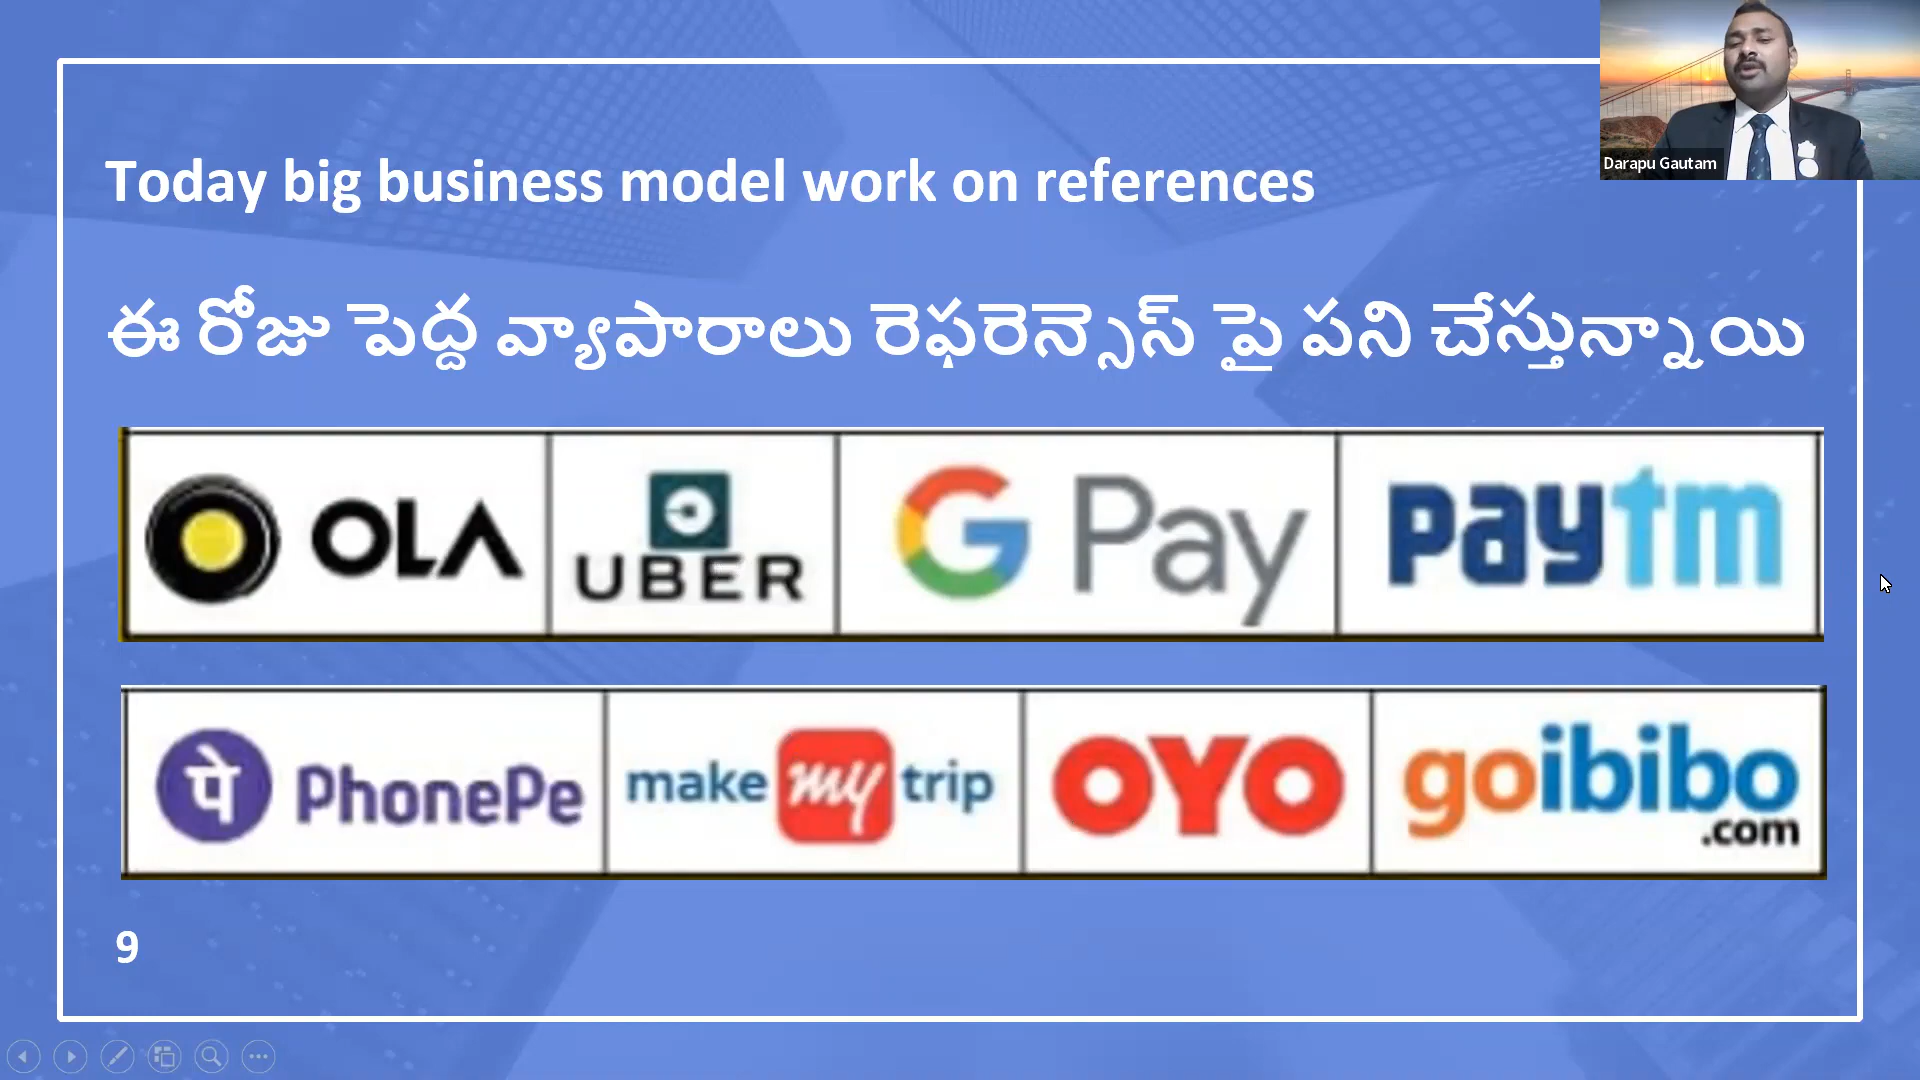 Darapu Gautam
Today big business model work on references
ఈ రోజు పెద్ద వ్యాపారాలు రెఫరెన్సెస్ పై పని చేస్తున్నాయి
OLA
UBER
G Pay
paytm
पे PhonePe
make my trip
OYO
goibibo
.com
9